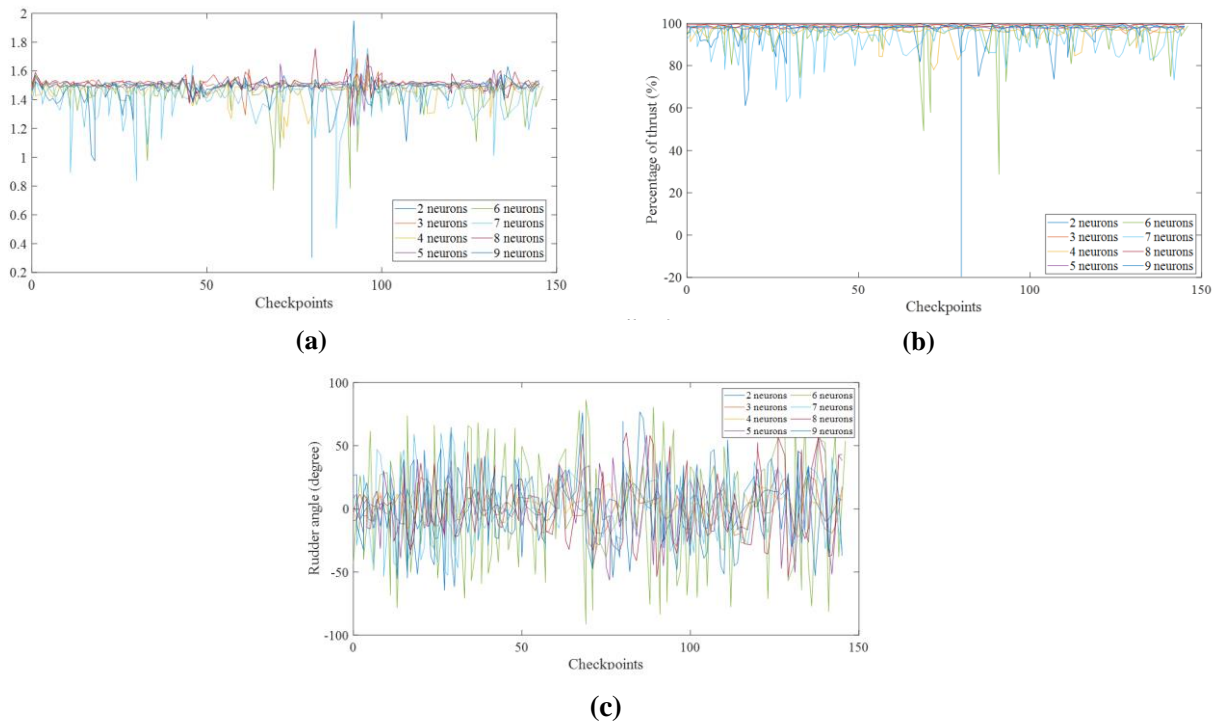 2
1.8
1.6
1.4
1.2
1
0.8
0.6
0.4
0.2
0 50 100 150
Checkpoints
2 neurons 6 neurons
3 neurons 7 neurons
4 neurons 8 neurons
5 neurons 9 neurons
(a)
Percentage of thrust (%)
100
80
60
40
20
0
-20
0 50 100 150
Checkpoints
2 neurons 6 neurons
3 neurons 7 neurons
4 neurons 8 neurons
5 neurons 9 neurons
(b)
Rudder angle (degree)
100
50
0
-50
-100
0 50 100 150
Checkpoints
2 neurons 6 neurons
3 neurons 7 neurons
4 neurons 8 neurons
5 neurons 9 neurons
(c)